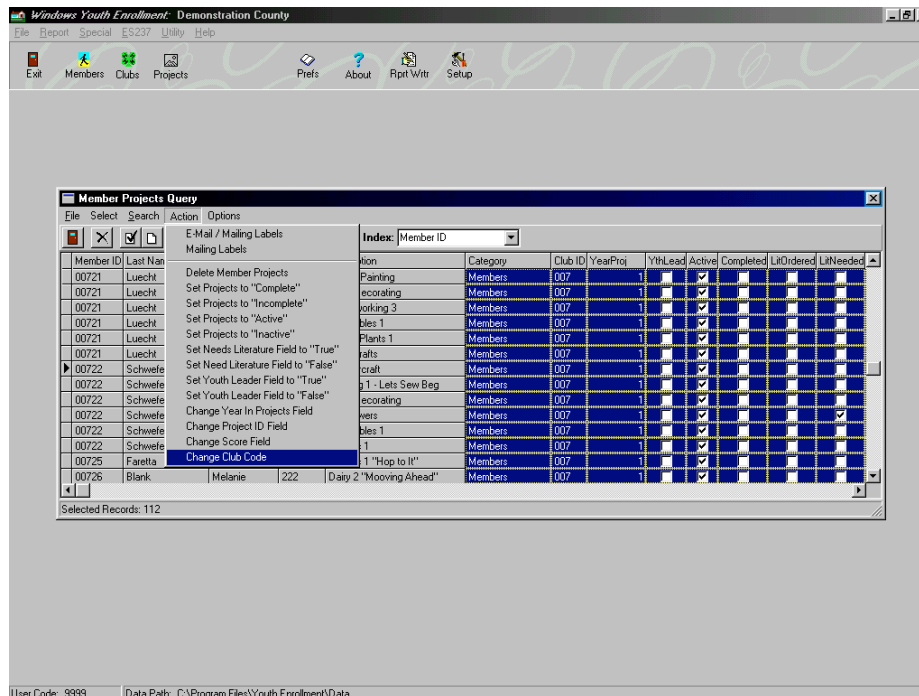 Windows Youth Enrollment: Demonstration County
File Report Special ES237 Utility Help
Exit Members Clubs Projects Prefs About Rprt Wrtr Setup
Member Projects Query
File Select Search Action Options
Index: Member ID
E-Mail / Mailing Labels
Mailing Labels
Delete Member Projects
Set Projects to "Complete"
Set Projects to "Incomplete"
Set Projects to "Active"
Set Projects to "Inactive"
Set Needs Literature Field to "True"
Set Need Literature Field to "False"
Set Youth Leader Field to "True"
Set Youth Leader Field to "False"
Change Year In Projects Field
Change Project ID Field
Change Score Field
Change Club Code
Member ID Last Nan tion Category Club ID YearProj YthLead Active Completed LitOrdered LitNeeded
00721 Luecht Painting Members 007 1
00721 Luecht ecorating Members 007 1
00721 Luecht vorking 3 Members 007 1
00721 Luecht bles 1 Members 007 1
00721 Luecht Plants 1 Members 007 1
00721 Luecht rafts Members 007 1
00722 Schwefe rcraft Members 007 1
00722 Schwefe g 1 - Lets Sew Beg Members 007 1
00722 Schwefe ecorating Members 007 1
00722 Schwefe vers Members 007 1
00722 Schwefe bles 1 Members 007 1
00722 Schwefe 1 Members 007 1
00725 Faretta 1 "Hop to It" Members 007 1
00726 Blank Melanie 222 Dairy 2 "Mooving Ahead" Members 007 1
Selected Records: 112
User Code: 9999 Data Path: C:\Program Files\Youth Enrollment\Data